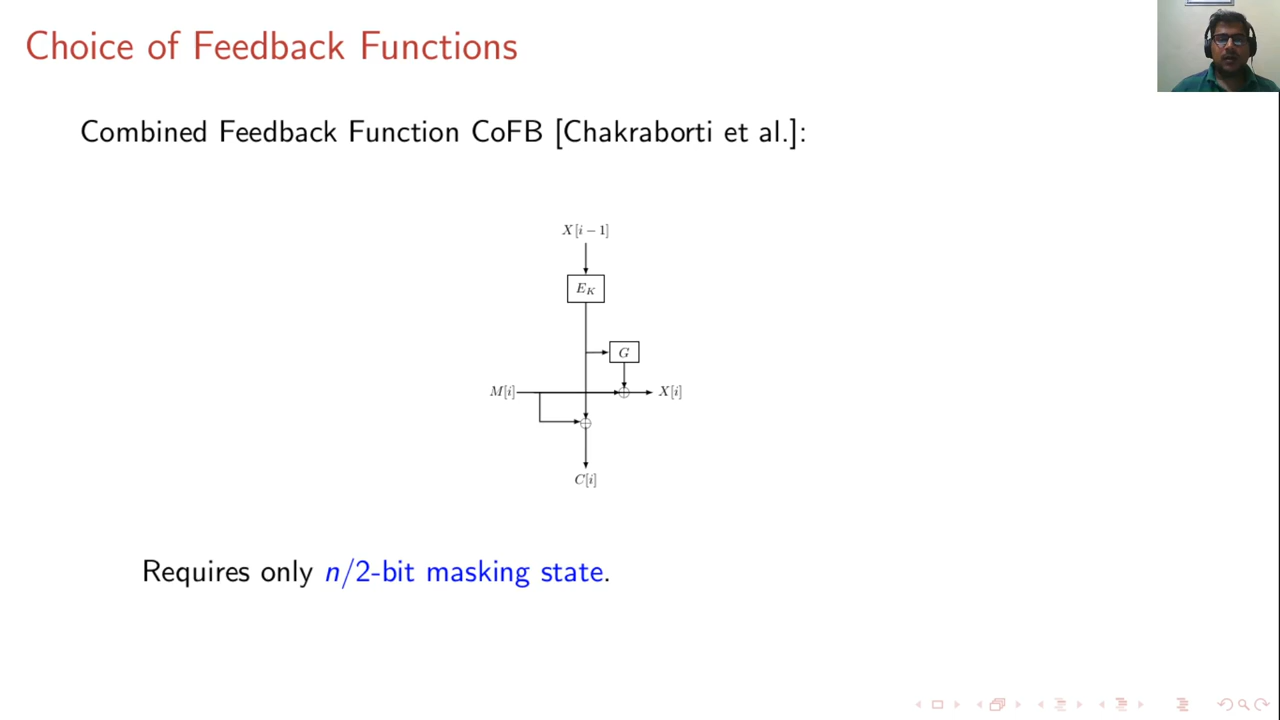 Choice of Feedback Functions
Combined Feedback Function CoFB [Chakraborti et al.]:
X[i − 1]
E_K
G
M[i]
X[i]
C[i]
Requires only n/2-bit masking state.